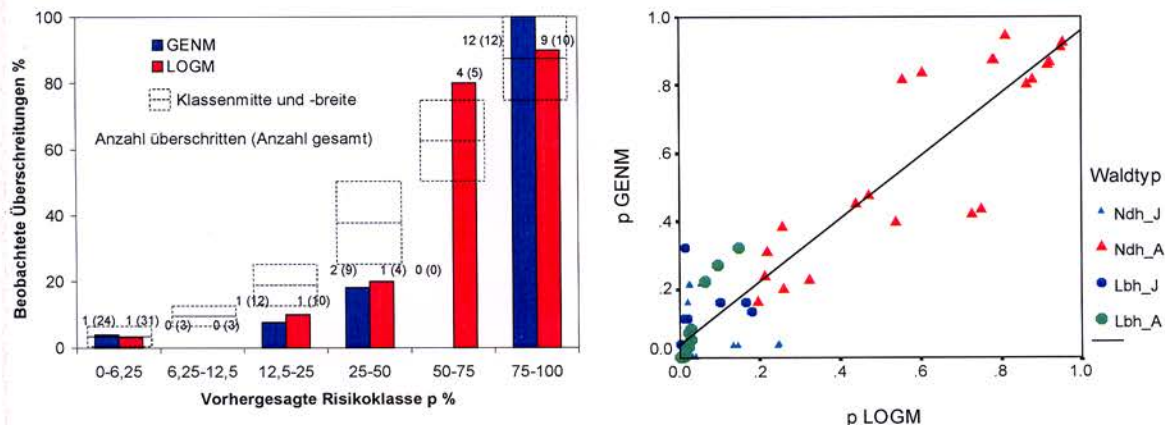 100
80
60
40
20
0
Beobachtete Überschreitungen %
GENM
LOGM
Klassenmitte und -breite
Anzahl überschritten (Anzahl gesamt)
1 (24)
1 (31)
0 (3)
0 (3)
1 (12)
1 (10)
2 (9)
1 (4)
0 (0)
4 (5)
12 (12)
9 (10)
0-6,25
6,25-12,5
12,5-25
25-50
50-75
75-100
Vorhergesagte Risikoklasse p %
1.0
.8
.6
.4
.2
0.0
p GENM
0.0
.2
.4
.6
.8
1.0
p LOGM
Waldtyp
Ndh_J
Ndh_A
Lbh_J
Lbh_A